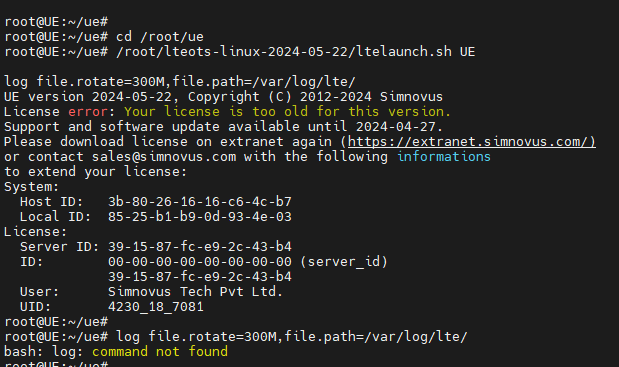 root@UE:~/ue#
root@UE:~/ue# cd /root/ue
root@UE:~/ue# /root/lteots-linux-2024-05-22/ltelaunch.sh UE
log file.rotate=300M,file.path=/var/log/lte/
UE version 2024-05-22, Copyright (C) 2012-2024 Simnovus
License error: Your license is too old for this version.
Support and software update available until 2024-04-27.
Please download license on extranet again (https://extranet.simnovus.com/)
or contact sales@simnovus.com with the following informations
to extend your license:
System:
Host ID: 3b-80-26-16-16-c6-4c-b7
Local ID: 85-25-b1-b9-0d-93-4e-03
License:
Server ID: 39-15-87-fc-e9-2c-43-b4
ID: 00-00-00-00-00-00-00-00 (server_id)
39-15-87-fc-e9-2c-43-b4
User: Simnovus Tech Pvt Ltd.
UID: 4230_18_7081
root@UE:~/ue#
root@UE:~/ue# log file.rotate=300M,file.path=/var/log/lte/
bash: log: command not found
root@UE:~/ue#